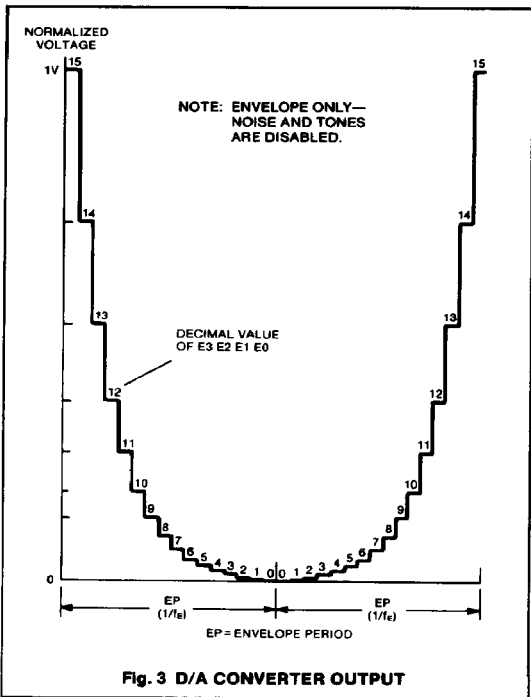 NORMALIZED
VOLTAGE
1V
15
15
NOTE: ENVELOPE ONLY—
NOISE AND TONES
ARE DISABLED.
14
14
13
13
DECIMAL VALUE
OF E3 E2 E1 E0
12
12
11
11
10
10
9
9
8
8
7
7
6
6
5
5
4
4
3
3
2
2
1
1
0
0
0
EP
(1/fE)
EP
(1/fE)
EP = ENVELOPE PERIOD
Fig. 3 D/A CONVERTER OUTPUT